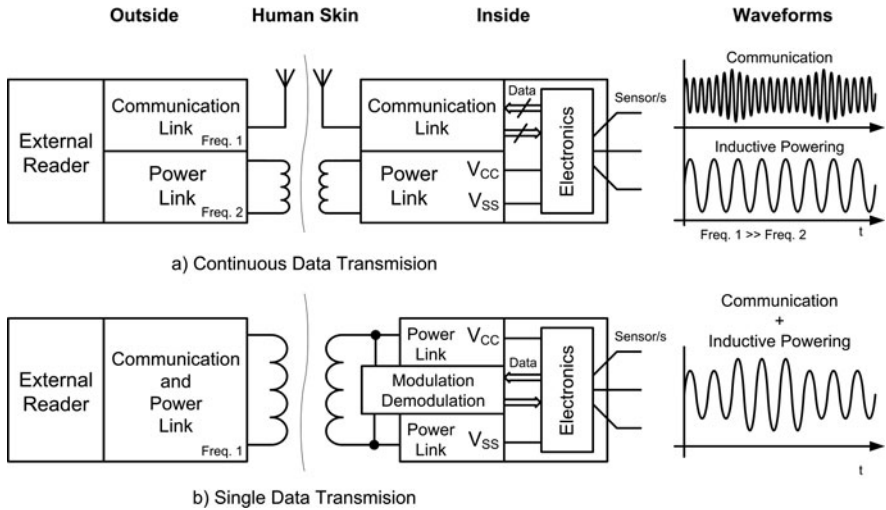 Outside
Human Skin
Inside
Waveforms
External
Reader
Communication
Link
Freq. 1
Power
Link
Freq. 2
Communication
Link
Power
Link
VCC
VSS
Data
Electronics
Sensor/s
Communication
Inductive Powering
Freq. 1 >> Freq. 2
t
a) Continuous Data Transmision
External
Reader
Communication
and
Power
Link
Freq. 1
Power
Link
VCC
Modulation
Demodulation
Power
Link
VSS
Data
Electronics
Sensor/s
Communication
+
Inductive Powering
t
b) Single Data Transmision